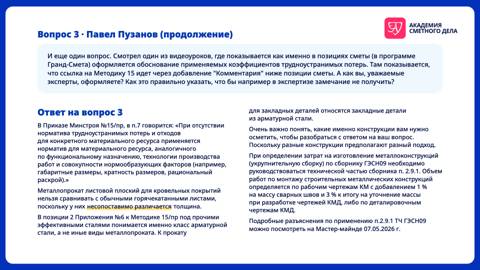 Вопрос 3 · Павел Пузанов (продолжение)
АКАДЕМИЯ
СМЕТНОГО ДЕЛА
И еще один вопрос. Смотрел один из видеоуроков, где показывается как именно в позициях сметы (в программе
Гранд-Смета) оформляется обоснование применяемых коэффициентов трудноустранимых потерь. Там показывается,
что ссылка на Методику 15 идет через добавление "Комментария" ниже позиции сметы. А как вы, уважаемые
эксперты, оформляете? Как это правильно указать, что бы например в экспертизе замечание не получить?
Ответ на вопрос 3
В Приказе Минстроя №15/пр, в п.7 говорится: «При отсутствии
норматива трудноустранимых потерь и отходов
для конкретного материального ресурса применяется
норматив для материального ресурса, аналогичного
по функциональному назначению, технологии производства
работ и совокупности нормообразующих факторов (например,
габаритные размеры, кратность размеров, рациональный
раскрой).»
Металлопрокат листовой плоский для кровельных покрытий
нельзя сравнивать с обычными горячекатаными листами,
поскольку у них несопоставимо различается толщина.
В позиции 2 Приложения №6 к Методике 15/пр под прочими
эффективными сталями понимается именно класс арматурной
стали, а не иные виды металлопроката. К прокату
для закладных деталей относятся закладные детали
из арматурной стали.
Очень важно понять, какие именно конструкции вам нужно
осметить, чтобы разобраться с ответом на ваш вопрос.
Поскольку разные конструкции предполагают разный подход.
При определении затрат на изготовление металлоконструкций
(укрупнительную сборку) по сборнику ГЭСН09 необходимо
руководствоваться технической частью сборника п. 2.9.1. Объем
работ по монтажу строительных металлических конструкций
определяется по рабочим чертежам КМ с добавлением 1 %
на массу сварных швов и 3 % к итогу на уточнение массы
при разработке чертежей КМД, либо по деталировочным
чертежам КМД.
Подробные разъяснения по применению п.2.9.1 ТЧ ГЭСН09
можно посмотреть на Мастер-майнде 07.05.2026 г.